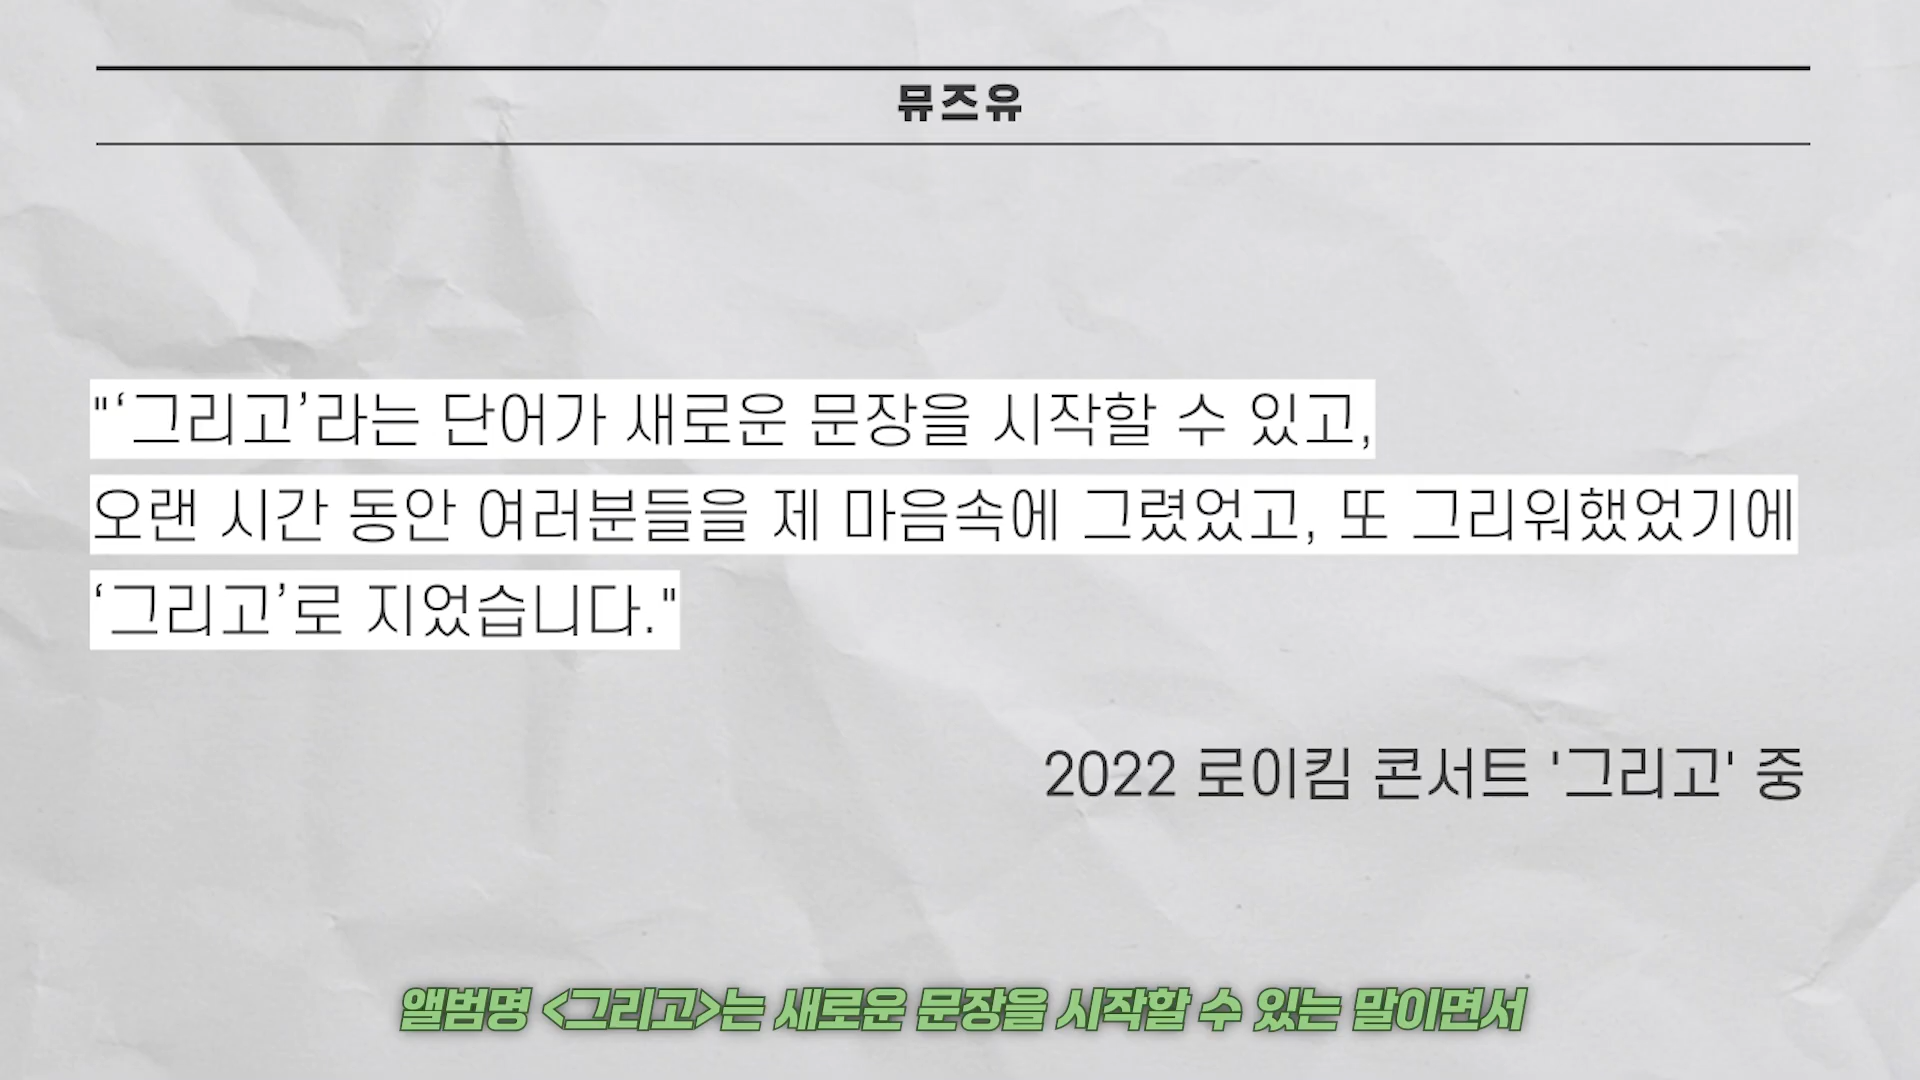 뮤즈유
"‘그리고’라는 단어가 새로운 문장을 시작할 수 있고,
오랜 시간 동안 여러분들을 제 마음속에 그렸었고, 또 그리워했었기에
‘그리고’로 지었습니다."
2022 로이킴 콘서트 '그리고' 중
앨범명 <그리고>는 새로운 문장을 시작할 수 있는 말이면서